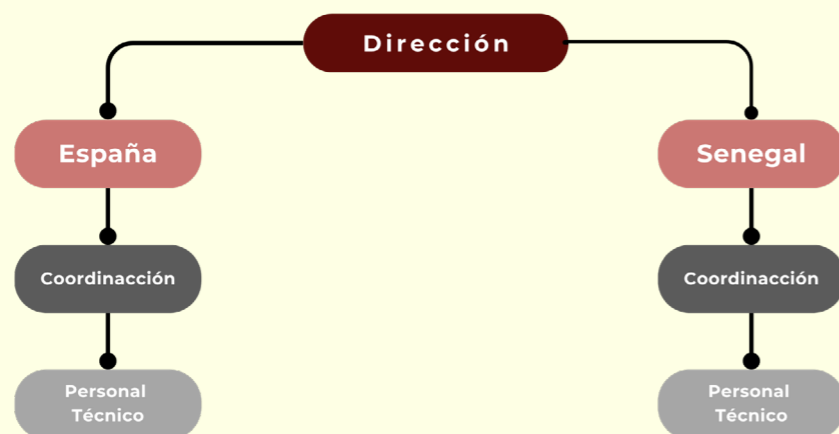 Dirección
España
Senegal
Coordinacción
Coordinacción
Personal
Técnico
Personal
Técnico